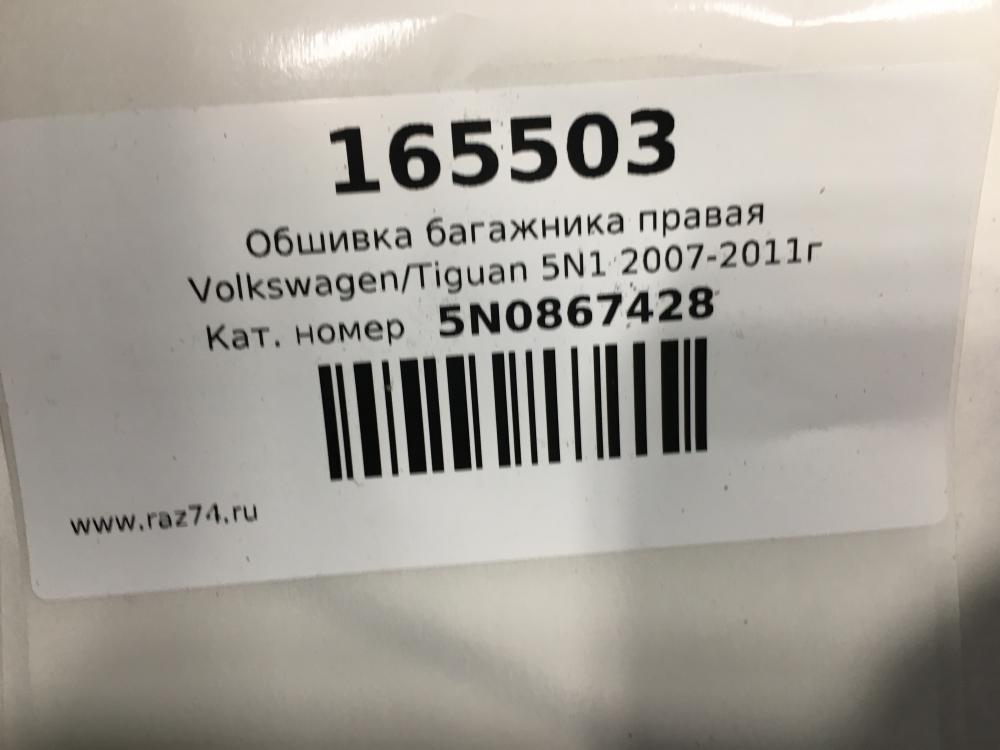 165503
Обшивка багажника правая
Volkswagen/Tiguan 5N1 2007-2011г
Кат. номер 5N0867428
www.raz74.ru